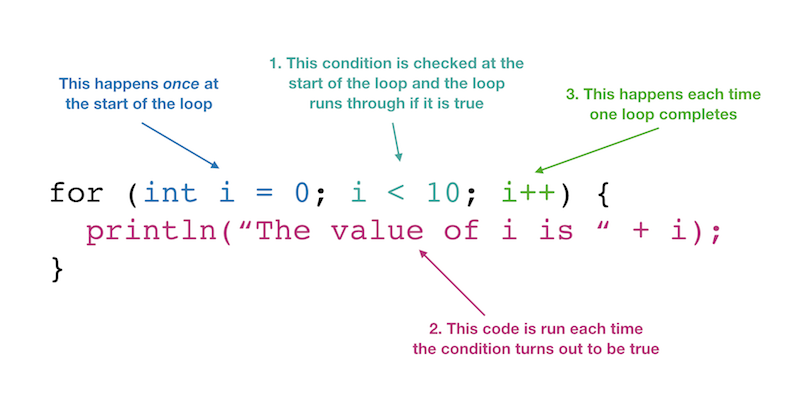 This happens once at
the start of the loop
1. This condition is checked at the
start of the loop and the loop
runs through if it is true
3. This happens each time
one loop completes
for (int i = 0; i < 10; i++) {
println(“The value of i is “ + i);
}
2. This code is run each time
the condition turns out to be true